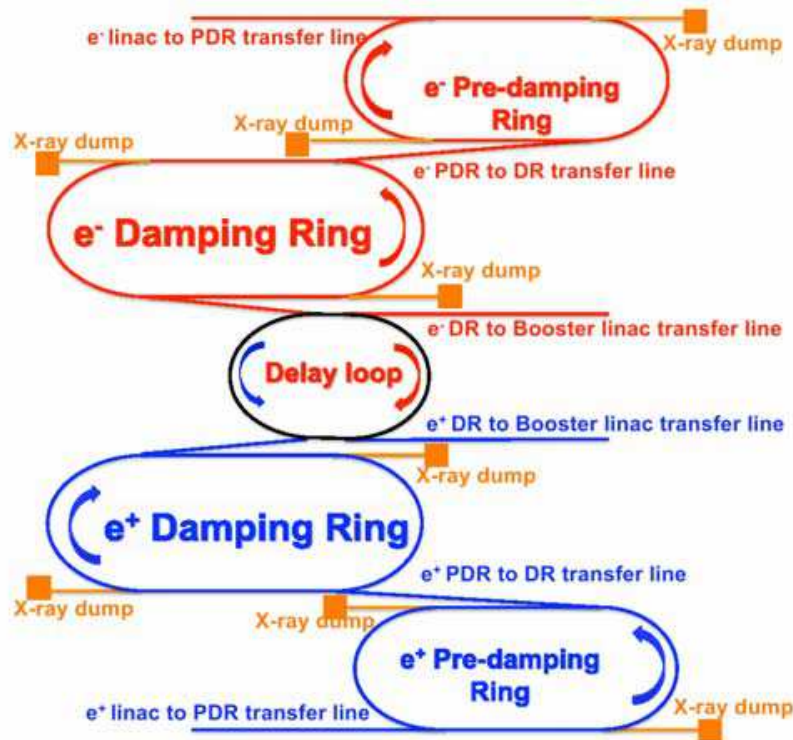 e- linac to PDR transfer line
X-ray dump
e- Pre-damping
Ring
X-ray dump
X-ray dump
e- PDR to DR transfer line
e- Damping Ring
X-ray dump
e- DR to Booster linac transfer line
Delay loop
e+ DR to Booster linac transfer line
X-ray dump
e+ Damping Ring
e+ PDR to DR transfer line
X-ray dump
X-ray dump
e+ Pre-damping
Ring
e+ linac to PDR transfer line
X-ray dump